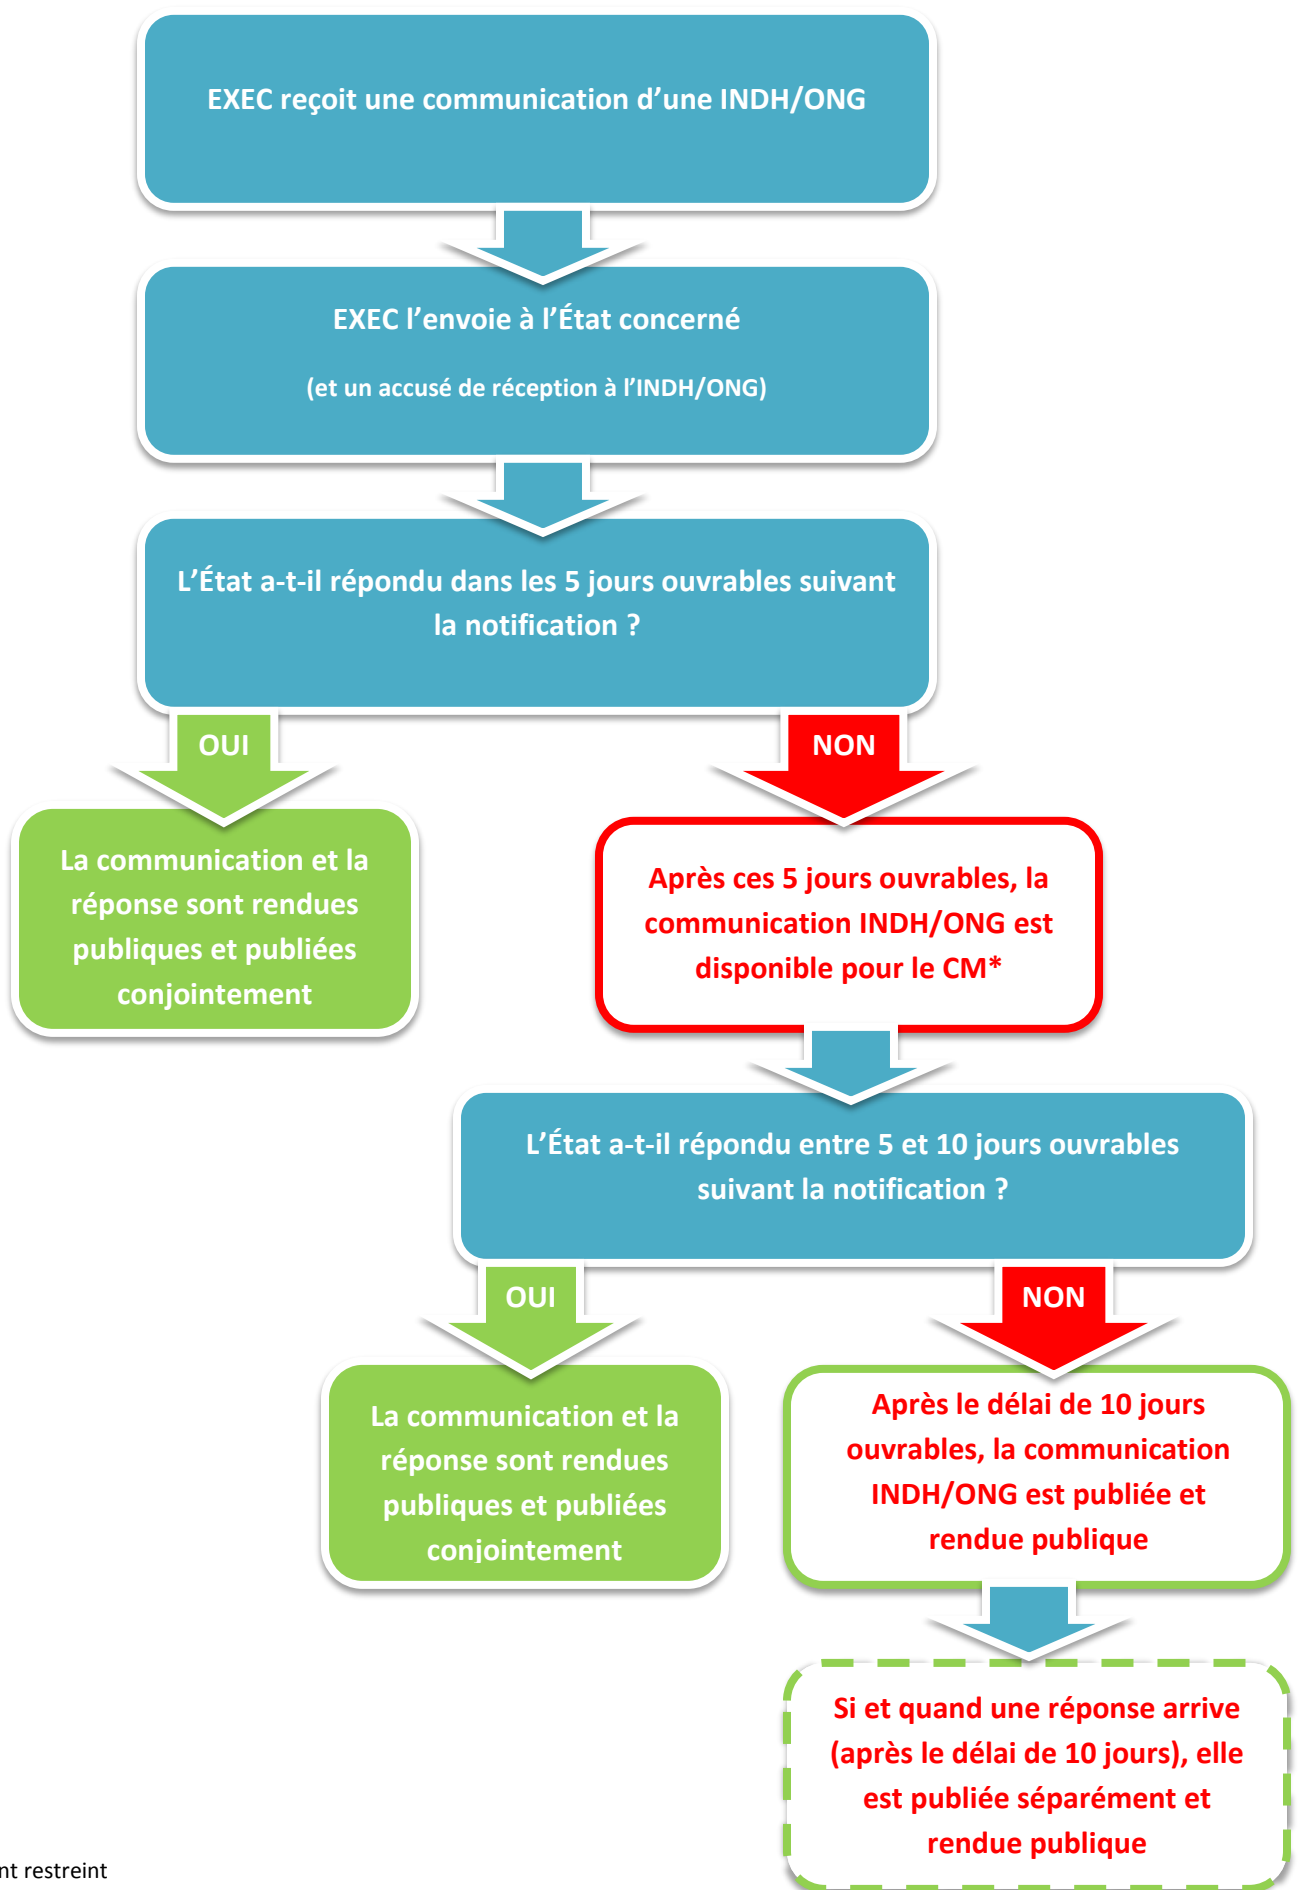 EXEC reçoit une communication d’une INDH/ONG
EXEC l’envoie à l’État concerné
(et un accusé de réception à l’INDH/ONG)
L’État a-t-il répondu dans les 5 jours ouvrables suivant
la notification ?
OUI
NON
La communication et la
réponse sont rendues
publiques et publiées
conjointement
Après ces 5 jours ouvrables, la
communication INDH/ONG est
disponible pour le CM*
L’État a-t-il répondu entre 5 et 10 jours ouvrables
suivant la notification ?
OUI
NON
La communication et la
réponse sont rendues
publiques et publiées
conjointement
Après le délai de 10 jours
ouvrables, la communication
INDH/ONG est publiée et
rendue publique
Si et quand une réponse arrive
(après le délai de 10 jours), elle
est publiée séparément et
rendue publique
restreint